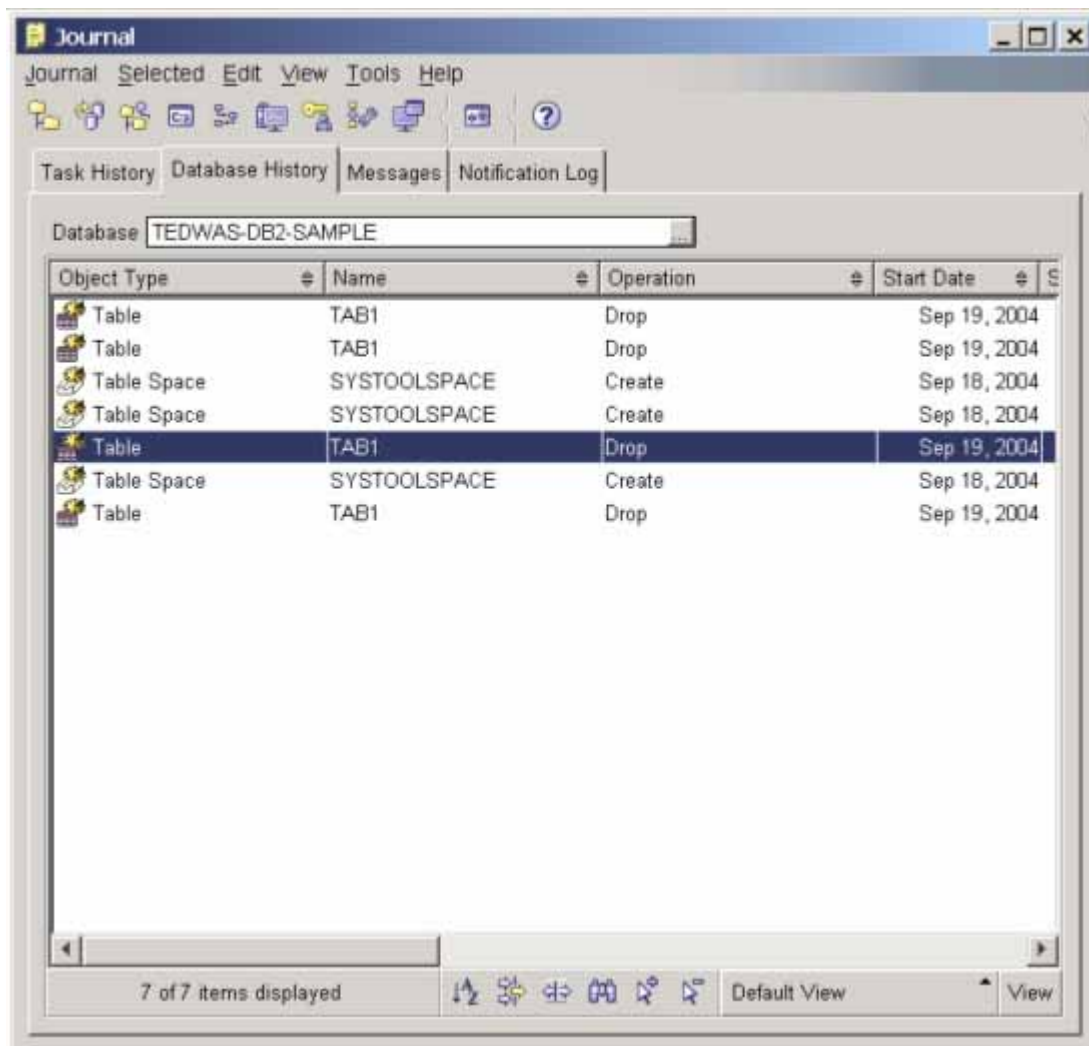 Journal
Journal Selected Edit View Tools Help
Task History Database History Messages Notification Log
Database TEDWAS-DB2-SAMPLE ...
Object Type Name Operation Start Date S
Table TAB1 Drop Sep 19, 2004
Table TAB1 Drop Sep 19, 2004
Table Space SYSTOOLSPACE Create Sep 18, 2004
Table Space SYSTOOLSPACE Create Sep 18, 2004
Table TAB1 Drop Sep 19, 2004
Table Space SYSTOOLSPACE Create Sep 18, 2004
Table TAB1 Drop Sep 19, 2004
7 of 7 items displayed Default View View